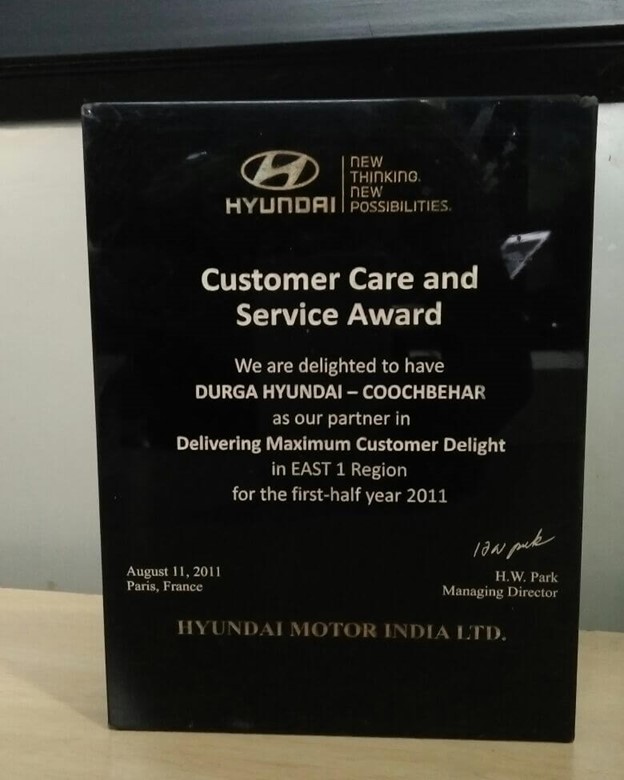 HYUNDAI
NEW
THINKING.
NEW
POSSIBILITIES.
Customer Care and
Service Award
We are delighted to have
DURGA HYUNDAI – COOCHBEHAR
as our partner in
Delivering Maximum Customer Delight
in EAST 1 Region
for the first-half year 2011
August 11, 2011
Paris, France
H.W. Park
Managing Director
HYUNDAI MOTOR INDIA LTD.